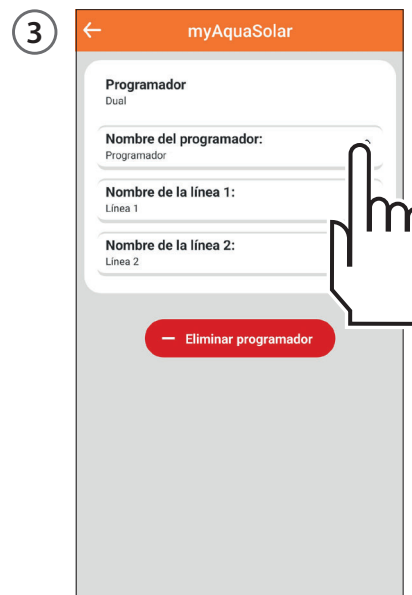 3
myAquaSolar
Programador
Dual
Nombre del programador:
Programador
Nombre de la línea 1:
Línea 1
Nombre de la línea 2:
Línea 2
Eliminar programador